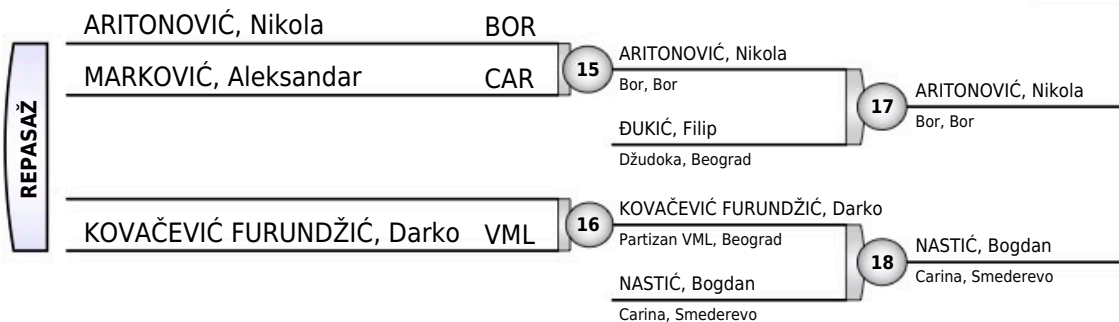 REPASAŽ
ARITONOVIĆ, Nikola BOR
MARKOVIĆ, Aleksandar CAR
15
ARITONOVIĆ, Nikola
Bor, Bor
ĐUKIĆ, Filip
Džudoka, Beograd
17
ARITONOVIĆ, Nikola
Bor, Bor
KOVAČEVIĆ FURUNDŽIĆ, Darko VML
16
KOVAČEVIĆ FURUNDŽIĆ, Darko
Partizan VML, Beograd
NASTIĆ, Bogdan
Carina, Smederevo
18
NASTIĆ, Bogdan
Carina, Smederevo